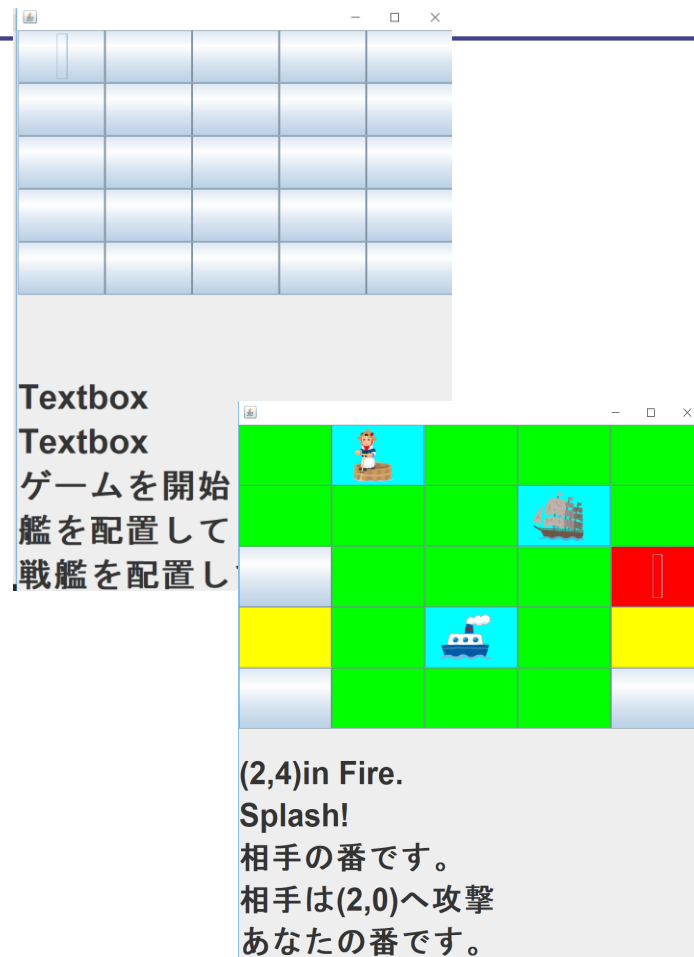 Textbox
Textbox
ゲームを開始
艦を配置して
戦艦を配置し
(2,4)in Fire.
Splash!
相手の番です。
相手は(2,0)へ攻撃
あなたの番です。